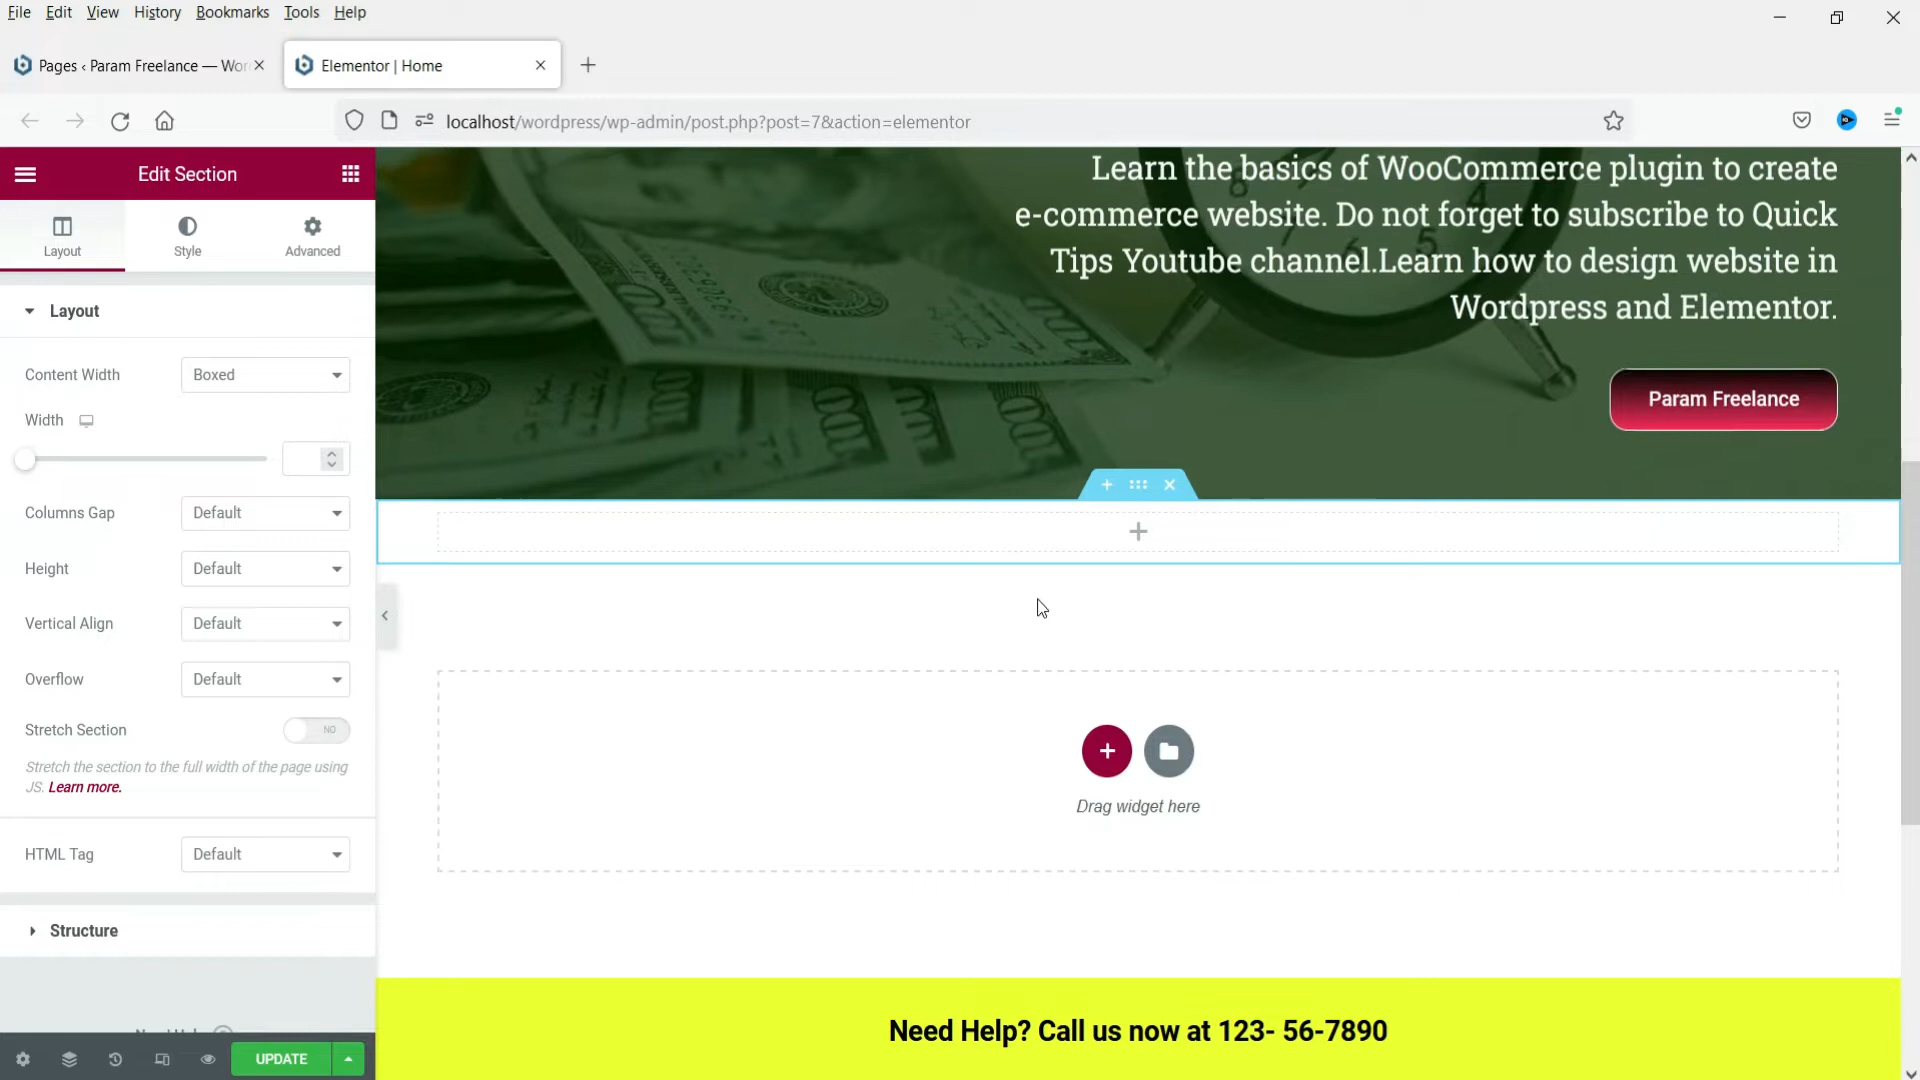 File Edit View History Bookmarks Tools Help
Pages ‹ Param Freelance — Wor
Elementor | Home
localhost/wordpress/wp-admin/post.php?post=7&action=elementor
Edit Section
Layout
Style
Advanced
Layout
Content Width
Boxed
Width
Columns Gap
Default
Height
Default
Vertical Align
Default
Overflow
Default
Stretch Section
NO
Stretch the section to the full width of the page using
JS. Learn more.
HTML Tag
Default
Structure
UPDATE
Learn the basics of WooCommerce plugin to create
e-commerce website. Do not forget to subscribe to Quick
Tips Youtube channel.Learn how to design website in
Wordpress and Elementor.
Param Freelance
Drag widget here
Need Help? Call us now at 123- 56-7890